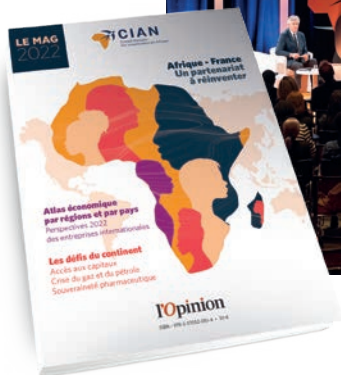 LE MAG
2022
CIAN
Afrique - France
Un partenariat
à réinventer
Atlas économique
par régions et par pays
Perspectives 2022
des entreprises internationales
Les défis du continent
Accès aux capitaux
Crise du gaz et du pétrole
Souveraineté pharmaceutique
l'Opinion